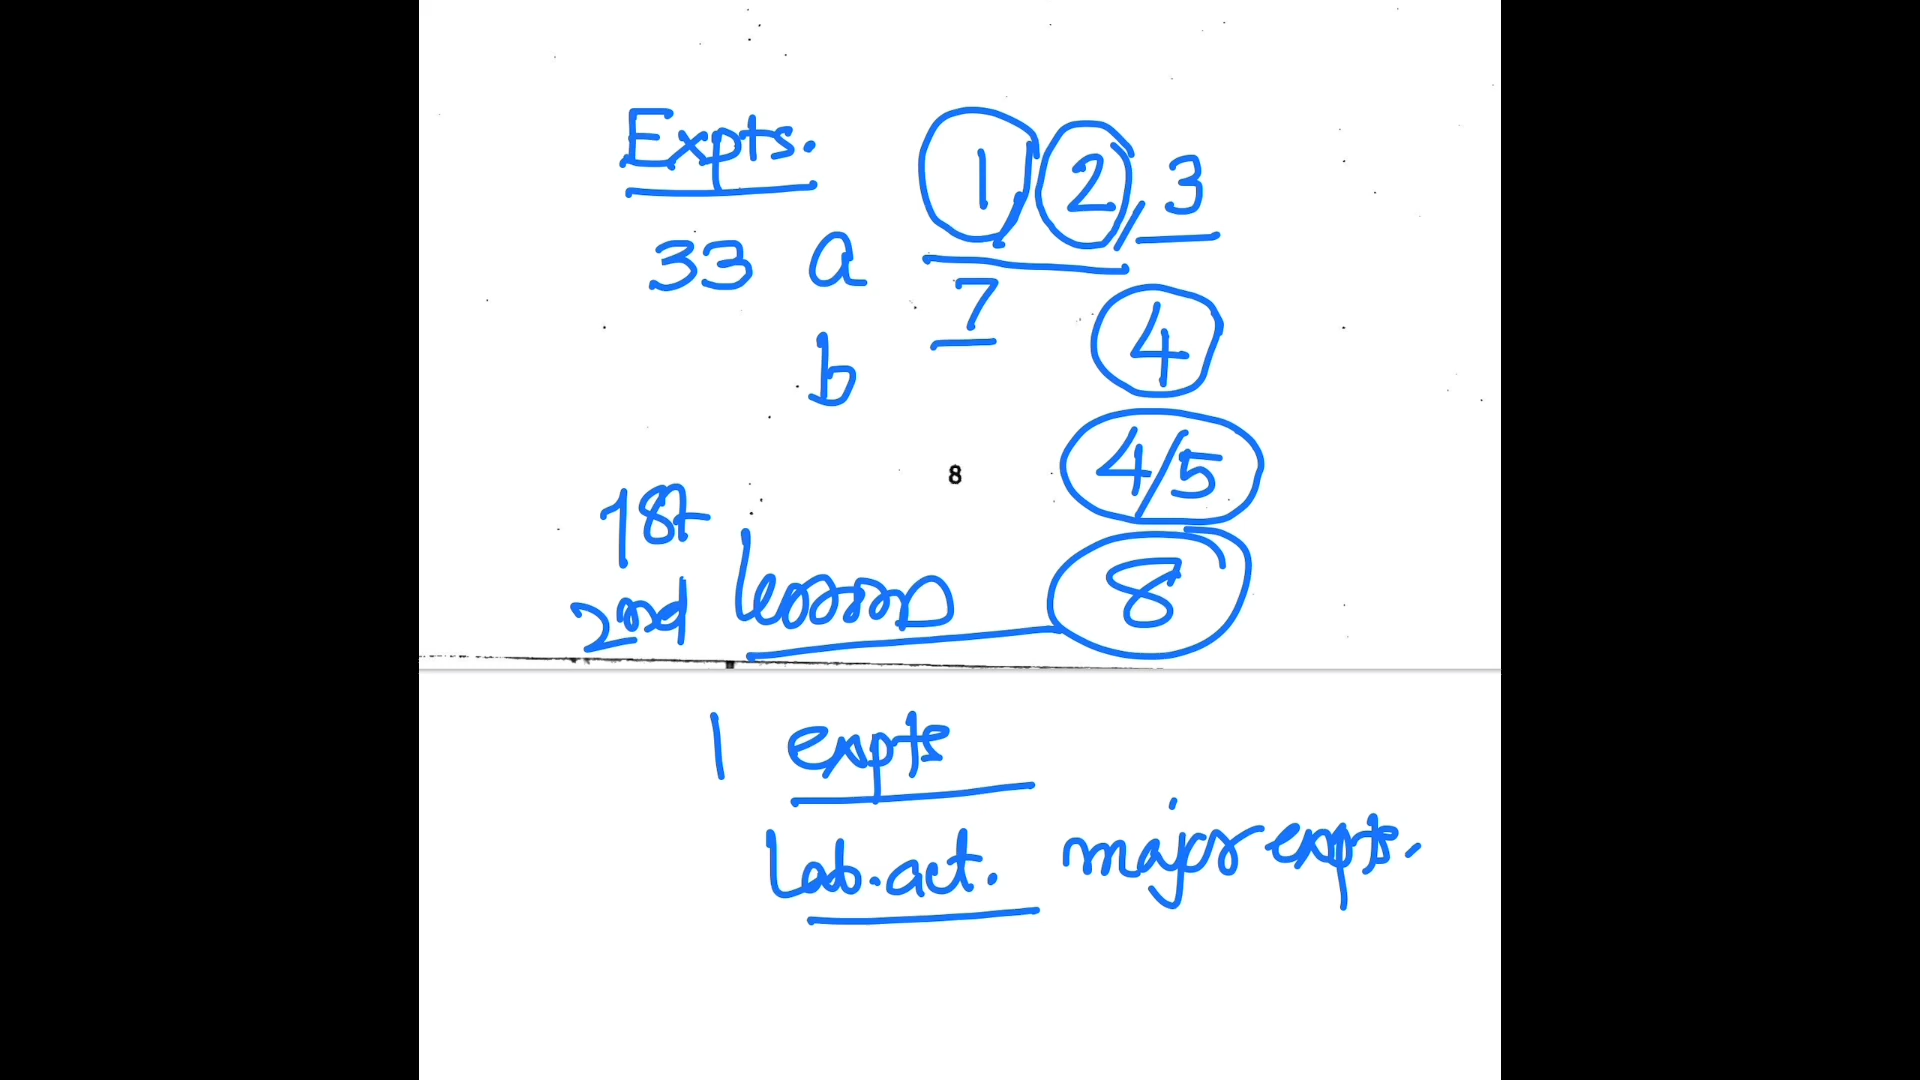 Expts. 1, 2, 3
33 a 7
4
b
4/5
8
1st
2nd lesson 8
1 expts
Lab. act. major expts.